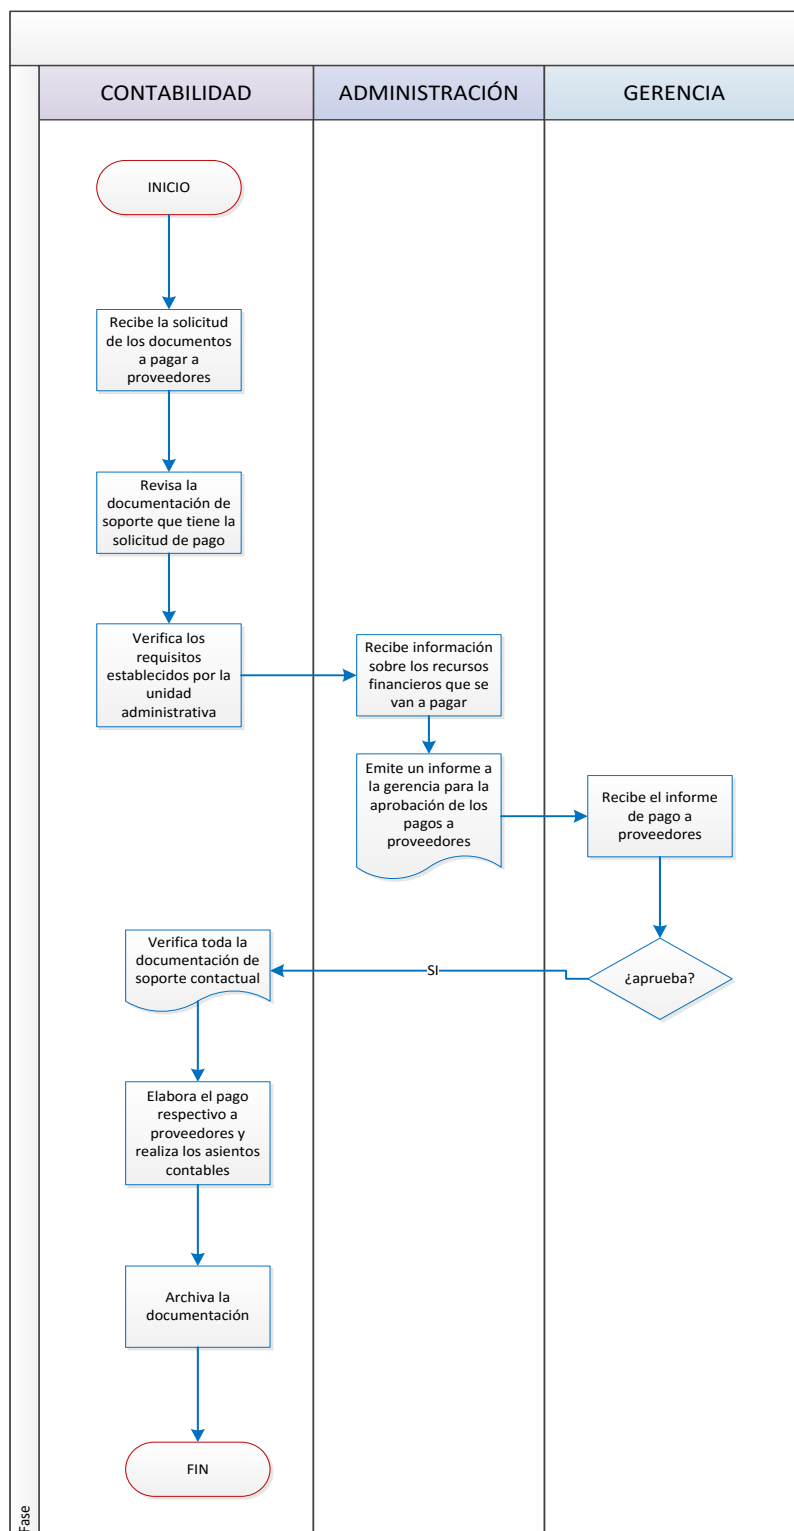 CONTABILIDAD
ADMINISTRACIÓN
GERENCIA
INICIO
Recibe la solicitud
de los documentos
a pagar a
proveedores
Revisa la
documentación de
soporte que tiene la
solicitud de pago
Verifica los
requisitos
establecidos por la
unidad
administrativa
Recibe información
sobre los recursos
financieros que se
van a pagar
Emite un informe a
la gerencia para la
aprobación de los
pagos a
proveedores
Recibe el informe
de pago a
proveedores
¿aprueba?
SI
Verifica toda la
documentación de
soporte contactual
Elabora el pago
respectivo a
proveedores y
realiza los asientos
contables
Archiva la
documentación
FIN
Fase